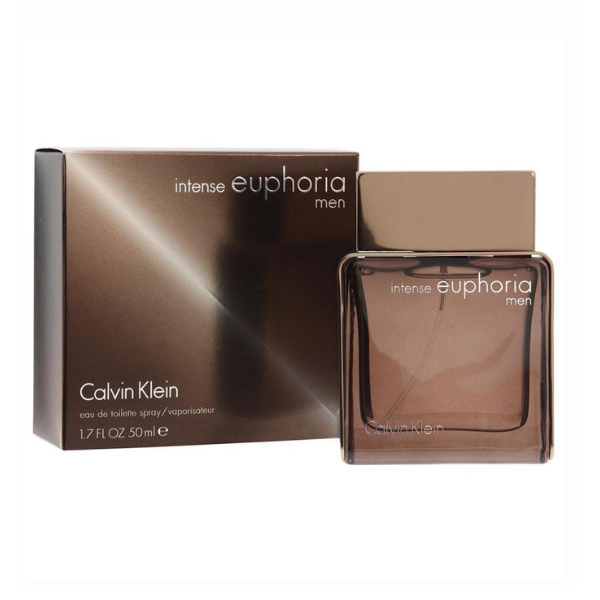 intense euphoria
men
Calvin Klein
eau de toilette spray/vaporisateur
1.7 FL OZ 50 ml ℮
intense euphoria
men
Calvin Klein